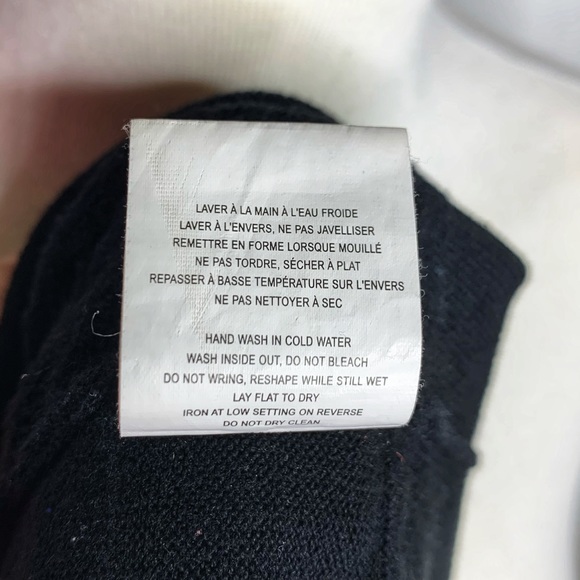 LAVER À LA MAIN À L'EAU FROIDE
LAVER À L'ENVERS, NE PAS JAVELLISER
REMETTRE EN FORME LORSQUE MOUILLÉ
NE PAS TORDRE, SÉCHER À PLAT
REPASSER À BASSE TEMPÉRATURE SUR L'ENVERS
NE PAS NETTOYER À SEC
HAND WASH IN COLD WATER
WASH INSIDE OUT, DO NOT BLEACH
DO NOT WRING, RESHAPE WHILE STILL WET
LAY FLAT TO DRY
IRON AT LOW SETTING ON REVERSE
DO NOT DRY CLEAN